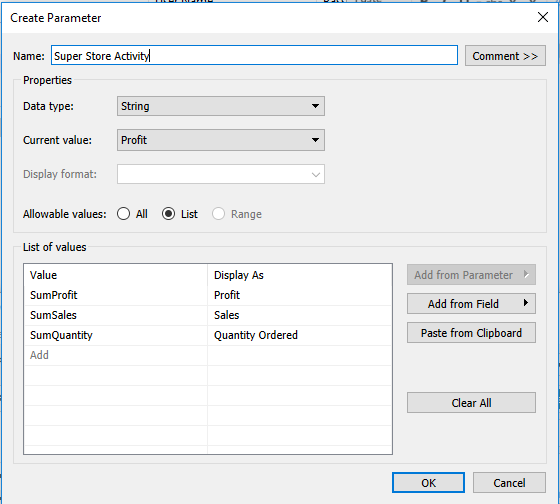 Create Parameter
Name: Super Store Activity Comment >>
Properties
Data type: String
Current value: Profit
Display format:
Allowable values: All List Range
List of values
Value Display As
SumProfit Profit
SumSales Sales
SumQuantity Quantity Ordered
Add
Add from Parameter
Add from Field
Paste from Clipboard
Clear All
OK Cancel